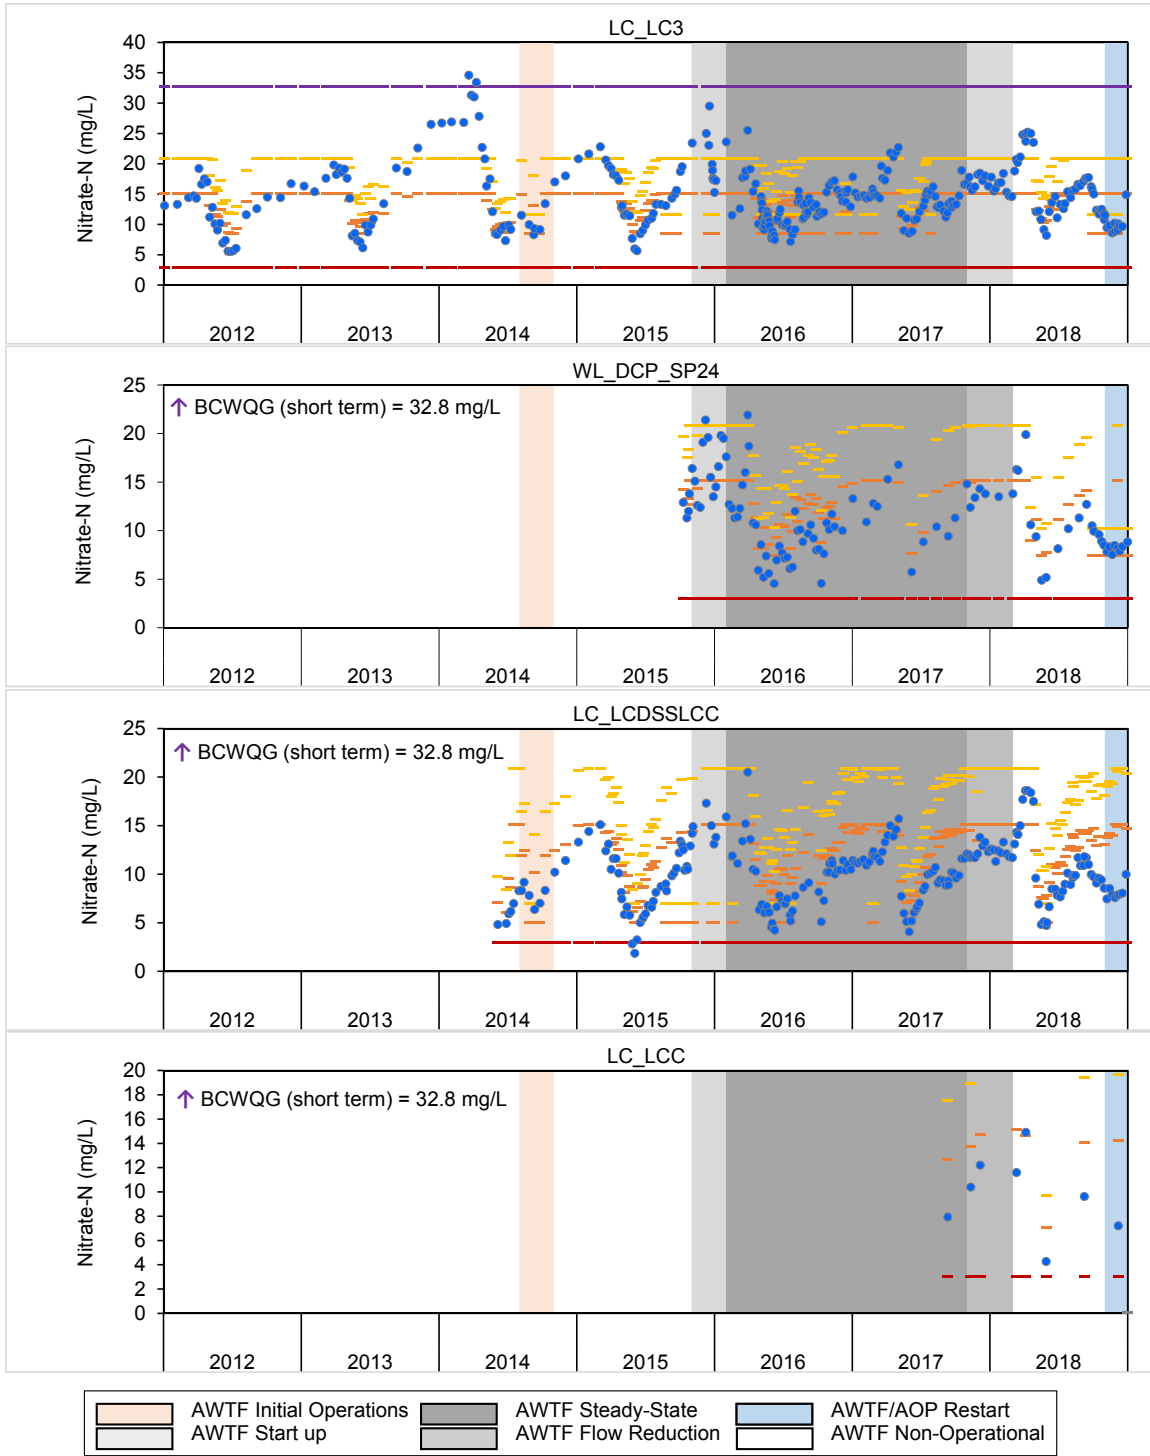 LC_LC3
Nitrate-N (mg/L)
40
35
30
25
20
15
10
5
0
2012 2013 2014 2015 2016 2017 2018
WL_DCP_SP24
↑ BCWQG (short term) = 32.8 mg/L
Nitrate-N (mg/L)
25
20
15
10
5
0
2012 2013 2014 2015 2016 2017 2018
LC_LCDSSLCC
↑ BCWQG (short term) = 32.8 mg/L
Nitrate-N (mg/L)
25
20
15
10
5
0
2012 2013 2014 2015 2016 2017 2018
LC_LCC
↑ BCWQG (short term) = 32.8 mg/L
Nitrate-N (mg/L)
20
18
16
14
12
10
8
6
4
2
0
2012 2013 2014 2015 2016 2017 2018
AWTF Initial Operations AWTF Steady-State AWTF/AOP Restart
AWTF Start up AWTF Flow Reduction AWTF Non-Operational